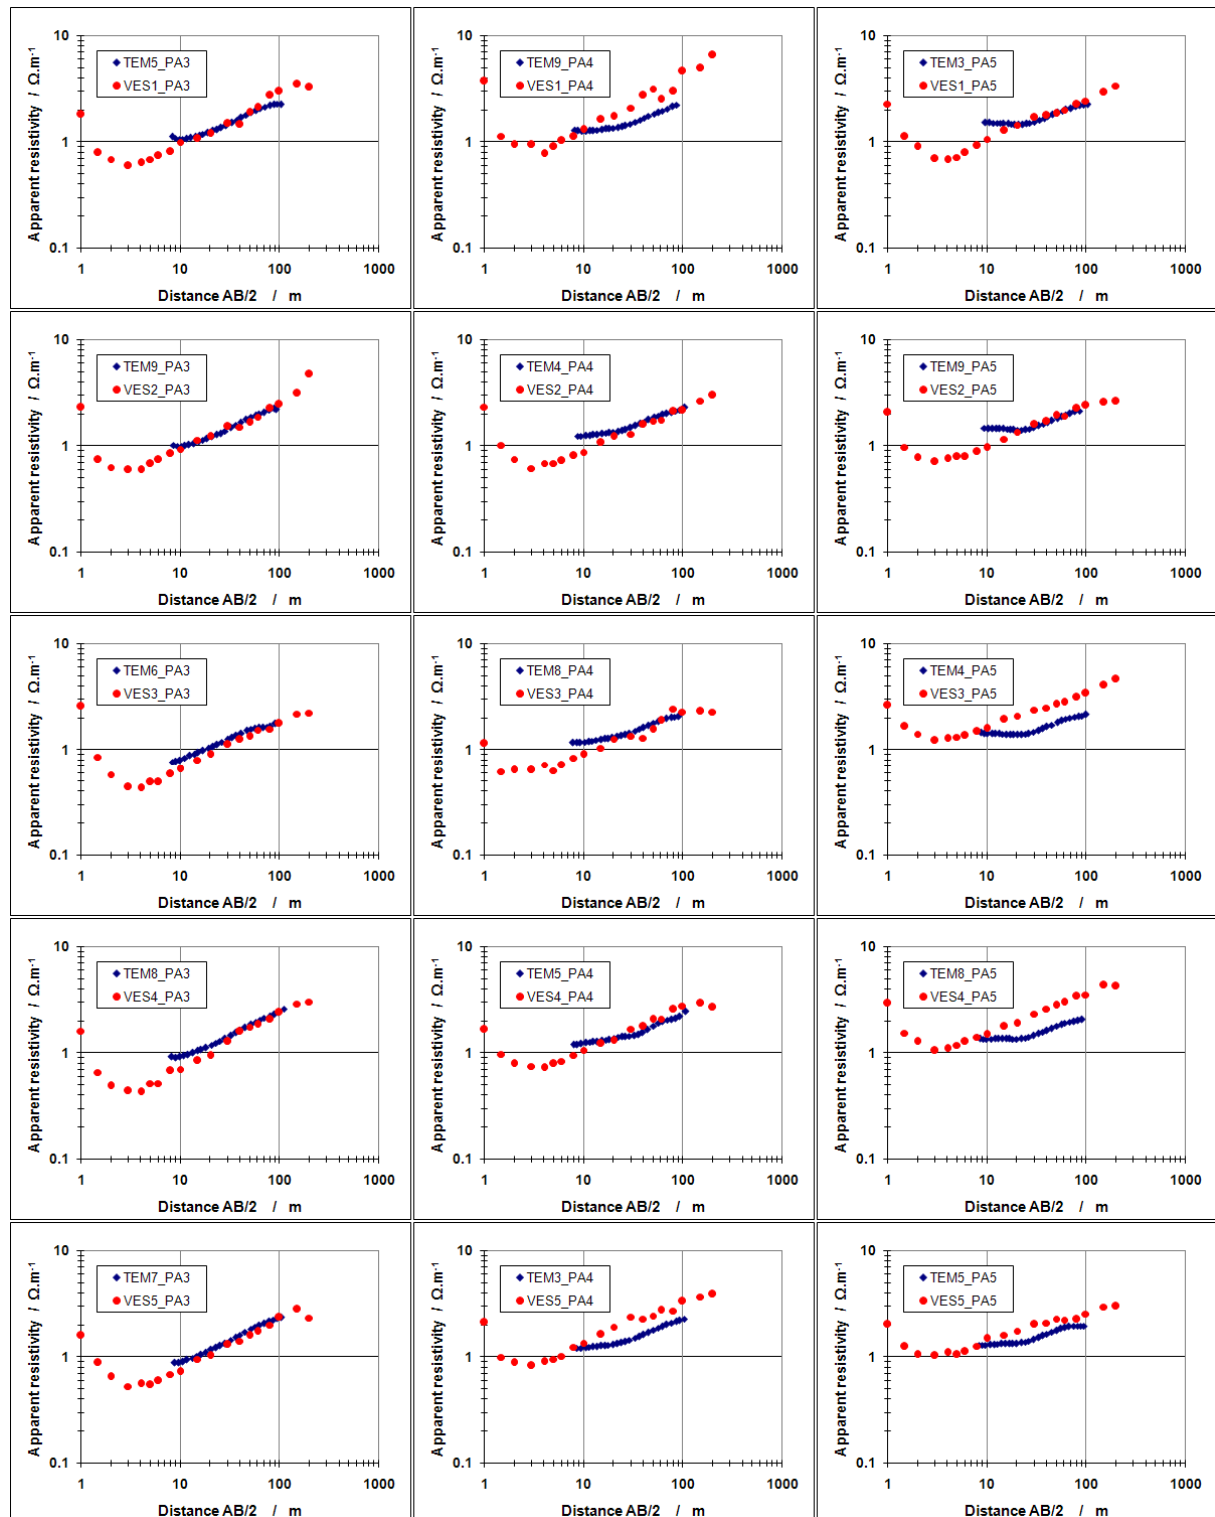 10
1
0.1
1
10
100
1000
TEM5_PA3
VES1_PA3
Apparent resistivity / Ω.m⁻¹
Distance AB/2 / m
10
1
0.1
1
10
100
1000
TEM9_PA4
VES1_PA4
Apparent resistivity / Ω.m⁻¹
Distance AB/2 / m
10
1
0.1
1
10
100
1000
TEM3_PA5
VES1_PA5
Apparent resistivity / Ω.m⁻¹
Distance AB/2 / m
10
1
0.1
1
10
100
1000
TEM9_PA3
VES2_PA3
Apparent resistivity / Ω.m⁻¹
Distance AB/2 / m
10
1
0.1
1
10
100
1000
TEM4_PA4
VES2_PA4
Apparent resistivity / Ω.m⁻¹
Distance AB/2 / m
10
1
0.1
1
10
100
1000
TEM9_PA5
VES2_PA5
Apparent resistivity / Ω.m⁻¹
Distance AB/2 / m
10
1
0.1
1
10
100
1000
TEM6_PA3
VES3_PA3
Apparent resistivity / Ω.m⁻¹
Distance AB/2 / m
10
1
0.1
1
10
100
1000
TEM8_PA4
VES3_PA4
Apparent resistivity / Ω.m⁻¹
Distance AB/2 / m
10
1
0.1
1
10
100
1000
TEM4_PA5
VES3_PA5
Apparent resistivity / Ω.m⁻¹
Distance AB/2 / m
10
1
0.1
1
10
100
1000
TEM8_PA3
VES4_PA3
Apparent resistivity / Ω.m⁻¹
Distance AB/2 / m
10
1
0.1
1
10
100
1000
TEM5_PA4
VES4_PA4
Apparent resistivity / Ω.m⁻¹
Distance AB/2 / m
10
1
0.1
1
10
100
1000
TEM8_PA5
VES4_PA5
Apparent resistivity / Ω.m⁻¹
Distance AB/2 / m
10
1
0.1
1
10
100
1000
TEM7_PA3
VES5_PA3
Apparent resistivity / Ω.m⁻¹
Distance AB/2 / m
10
1
0.1
1
10
100
1000
TEM3_PA4
VES5_PA4
Apparent resistivity / Ω.m⁻¹
Distance AB/2 / m
10
1
0.1
1
10
100
1000
TEM5_PA5
VES5_PA5
Apparent resistivity / Ω.m⁻¹
Distance AB/2 / m